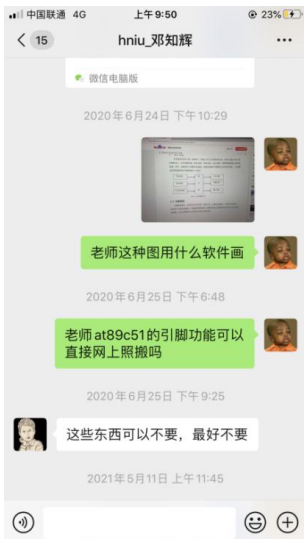 中国联通 4G 上午9:50 23%
15 hniu_邓知辉
微信电脑版
2020年6月24日 下午10:29
老师这种图用什么软件画
2020年6月25日 下午6:48
老师at89c51的引脚功能可以
直接网上照搬吗
2020年6月25日 下午9:25
这些东西可以不要，最好不要
2021年5月11日 上午11:45